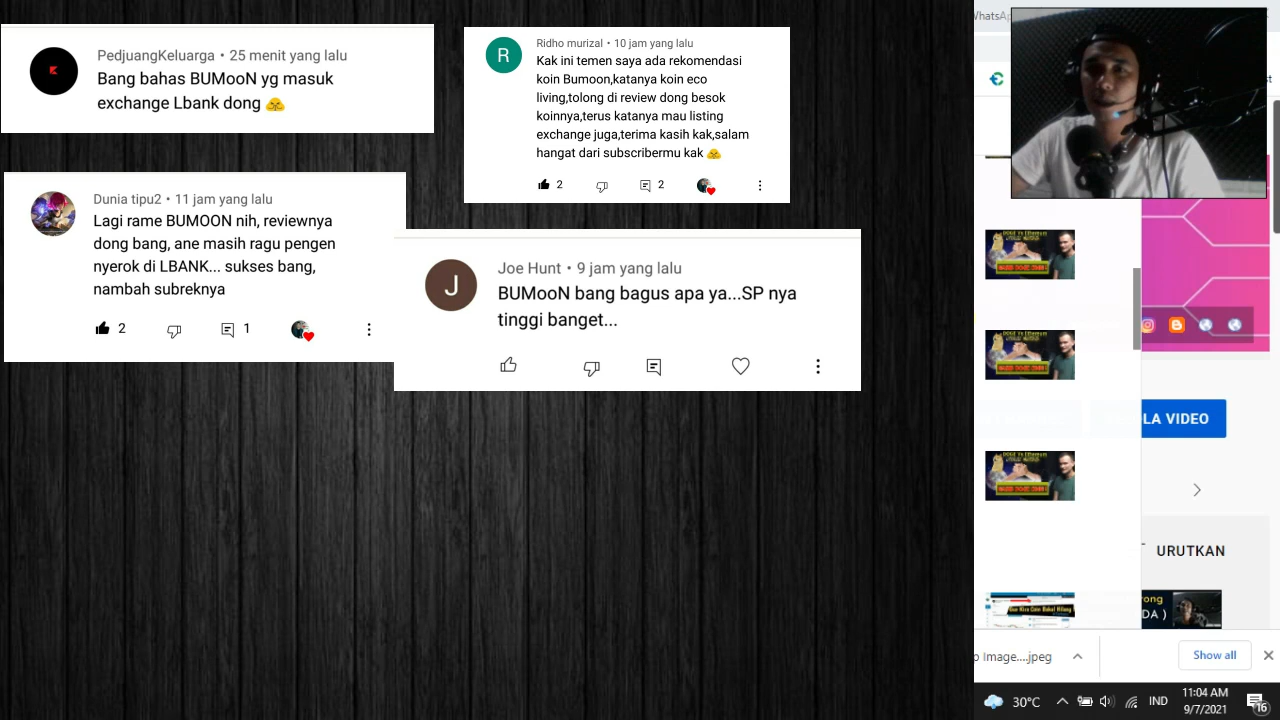 PedjuangKeluarga • 25 menit yang lalu
Bang bahas BUMooN yg masuk
exchange Lbank dong
R
Ridho murizal • 10 jam yang lalu
Kak ini temen saya ada rekomendasi
koin Bumoon,katanya koin eco
living,tolong di review dong besok
koinnya,terus katanya mau listing
exchange juga,terima kasih kak,salam
hangat dari subscribermu kak
2
2
Dunia tipu2 • 11 jam yang lalu
Lagi rame BUMOON nih, reviewnya
dong bang, ane masih ragu pengen
nyerok di LBANK... sukses bang,
nambah subreknya
2
1
J
Joe Hunt • 9 jam yang lalu
BUMooN bang bagus apa ya...SP nya
tinggi banget...
LA VIDEO
URUTKAN
DA )
o Image....jpeg
Show all
30°C
IND
11:04 AM
9/7/2021
16